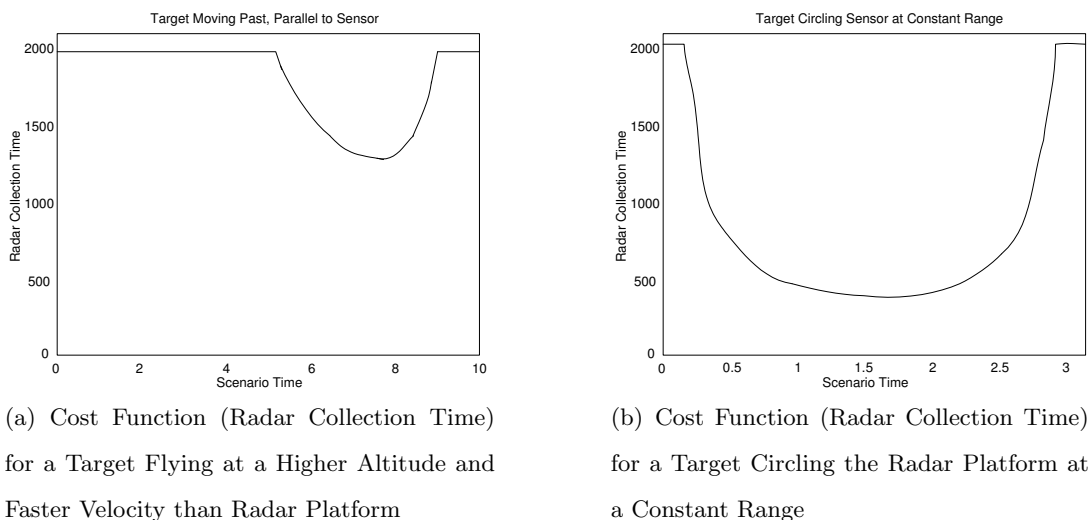 Target Moving Past, Parallel to Sensor
Radar Collection Time
2000
1500
1000
500
0
0 2 4 6 8 10
Scenario Time
(a) Cost Function (Radar Collection Time)
for a Target Flying at a Higher Altitude and
Faster Velocity than Radar Platform
Target Circling Sensor at Constant Range
Radar Collection Time
2000
1500
1000
500
0
0 0.5 1 1.5 2 2.5 3
Scenario Time
(b) Cost Function (Radar Collection Time)
for a Target Circling the Radar Platform at
a Constant Range